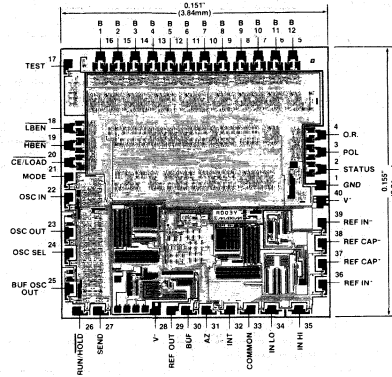 0.151"
(3.84mm)
B B B B B B B B B B B B
1 2 3 4 5 6 7 8 9 10 11 12
16 15 14 13 12 11 10 9 8 7 6 5
TEST 17
LBEN 18
HBEN 19
CE/LOAD 20
MODE 21
OSC IN 22
OSC OUT 23
OSC SEL 24
BUF OSC OUT 25
4 O.R.
3 POL
2 STATUS
1 GND
40 V-
39 REF IN-
38 REF CAP-
37 REF CAP-
36 REF IN-
0.155"
26 27 28 29 30 31 32 33 34 35
RUN/HOLD
SEND
V-
REF OUT
BUF
AZ
INT
COMMON
IN LO
IN HI